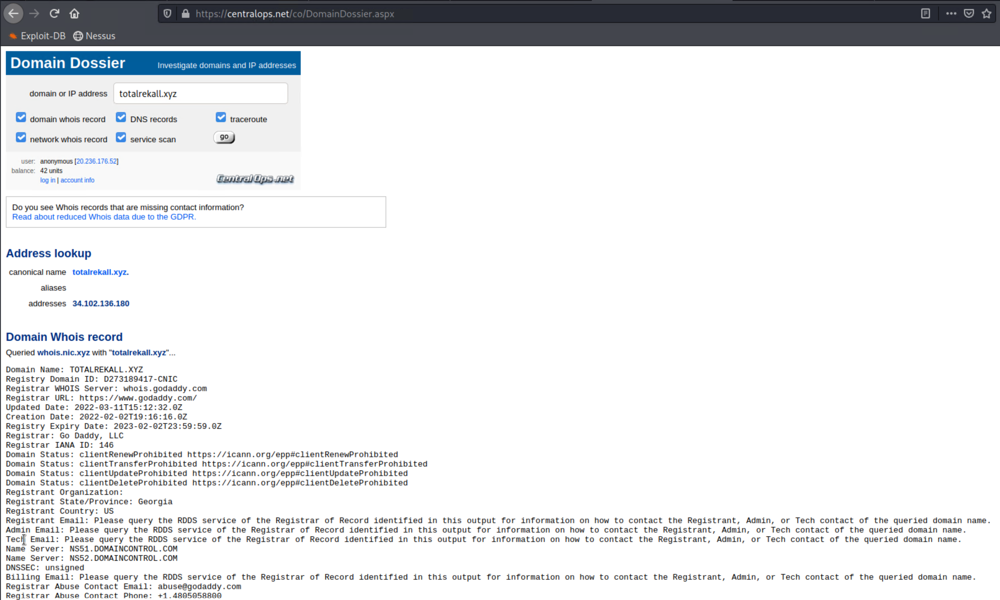 https://centralops.net/co/DomainDossier.aspx
Exploit-DB Nessus
Domain Dossier Investigate domains and IP addresses
domain or IP address totalrekall.xyz
domain whois record DNS records traceroute
network whois record service scan go
user: anonymous [20.236.176.52]
balance: 42 units
log in | account info
CentralOps.net
Do you see Whois records that are missing contact information?
Read about reduced Whois data due to the GDPR.
Address lookup
canonical name totalrekall.xyz.
aliases
addresses 34.102.136.180
Domain Whois record
Queried whois.nic.xyz with "totalrekall.xyz"...
Domain Name: TOTALREKALL.XYZ
Registry Domain ID: D273189417-CNIC
Registrar WHOIS Server: whois.godaddy.com
Registrar URL: https://www.godaddy.com/
Updated Date: 2022-03-11T15:12:32.0Z
Creation Date: 2022-02-02T19:16:16.0Z
Registry Expiry Date: 2023-02-02T23:59:59.0Z
Registrar: Go Daddy, LLC
Registrar IANA ID: 146
Domain Status: clientRenewProhibited https://icann.org/epp#clientRenewProhibited
Domain Status: clientTransferProhibited https://icann.org/epp#clientTransferProhibited
Domain Status: clientUpdateProhibited https://icann.org/epp#clientUpdateProhibited
Domain Status: clientDeleteProhibited https://icann.org/epp#clientDeleteProhibited
Registrant Organization:
Registrant State/Province: Georgia
Registrant Country: US
Registrant Email: Please query the RDDS service of the Registrar of Record identified in this output for information on how to contact the Registrant, Admin, or Tech contact of the queried domain name.
Admin Email: Please query the RDDS service of the Registrar of Record identified in this output for information on how to contact the Registrant, Admin, or Tech contact of the queried domain name.
Tech Email: Please query the RDDS service of the Registrar of Record identified in this output for information on how to contact the Registrant, Admin, or Tech contact of the queried domain name.
Name Server: NS51.DOMAINCONTROL.COM
Name Server: NS52.DOMAINCONTROL.COM
DNSSEC: unsigned
Billing Email: Please query the RDDS service of the Registrar of Record identified in this output for information on how to contact the Registrant, Admin, or Tech contact of the queried domain name.
Registrar Abuse Contact Email: abuse@godaddy.com
Registrar Abuse Contact Phone: +1.4805058800